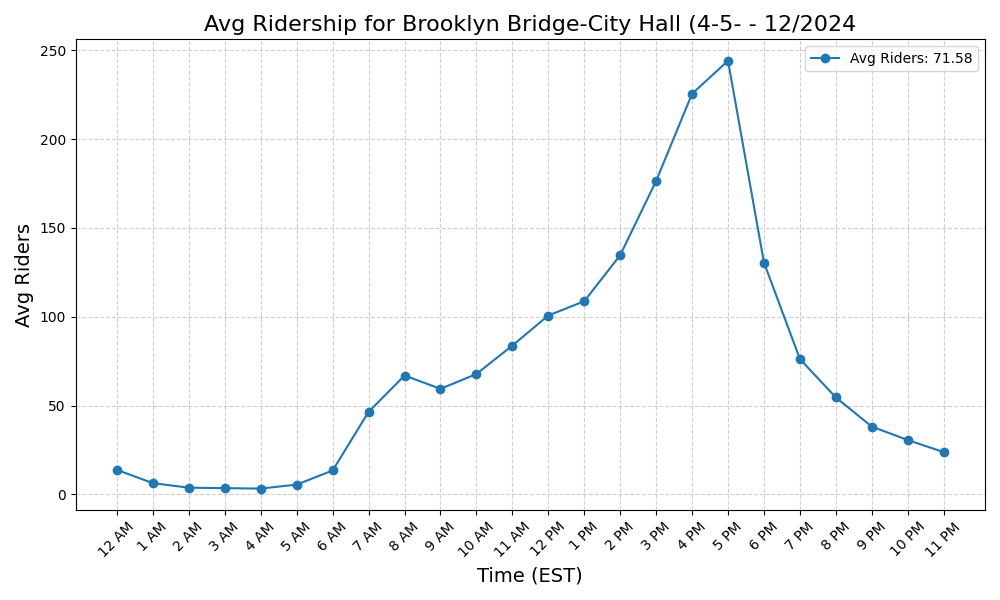 Avg Ridership for Brooklyn Bridge-City Hall (4-5- - 12/2024
Avg Riders: 71.58
Avg Riders
250
200
150
100
50
0
12 AM
1 AM
2 AM
3 AM
4 AM
5 AM
6 AM
7 AM
8 AM
9 AM
10 AM
11 AM
12 PM
1 PM
2 PM
3 PM
4 PM
5 PM
6 PM
7 PM
8 PM
9 PM
10 PM
11 PM
Time (EST)